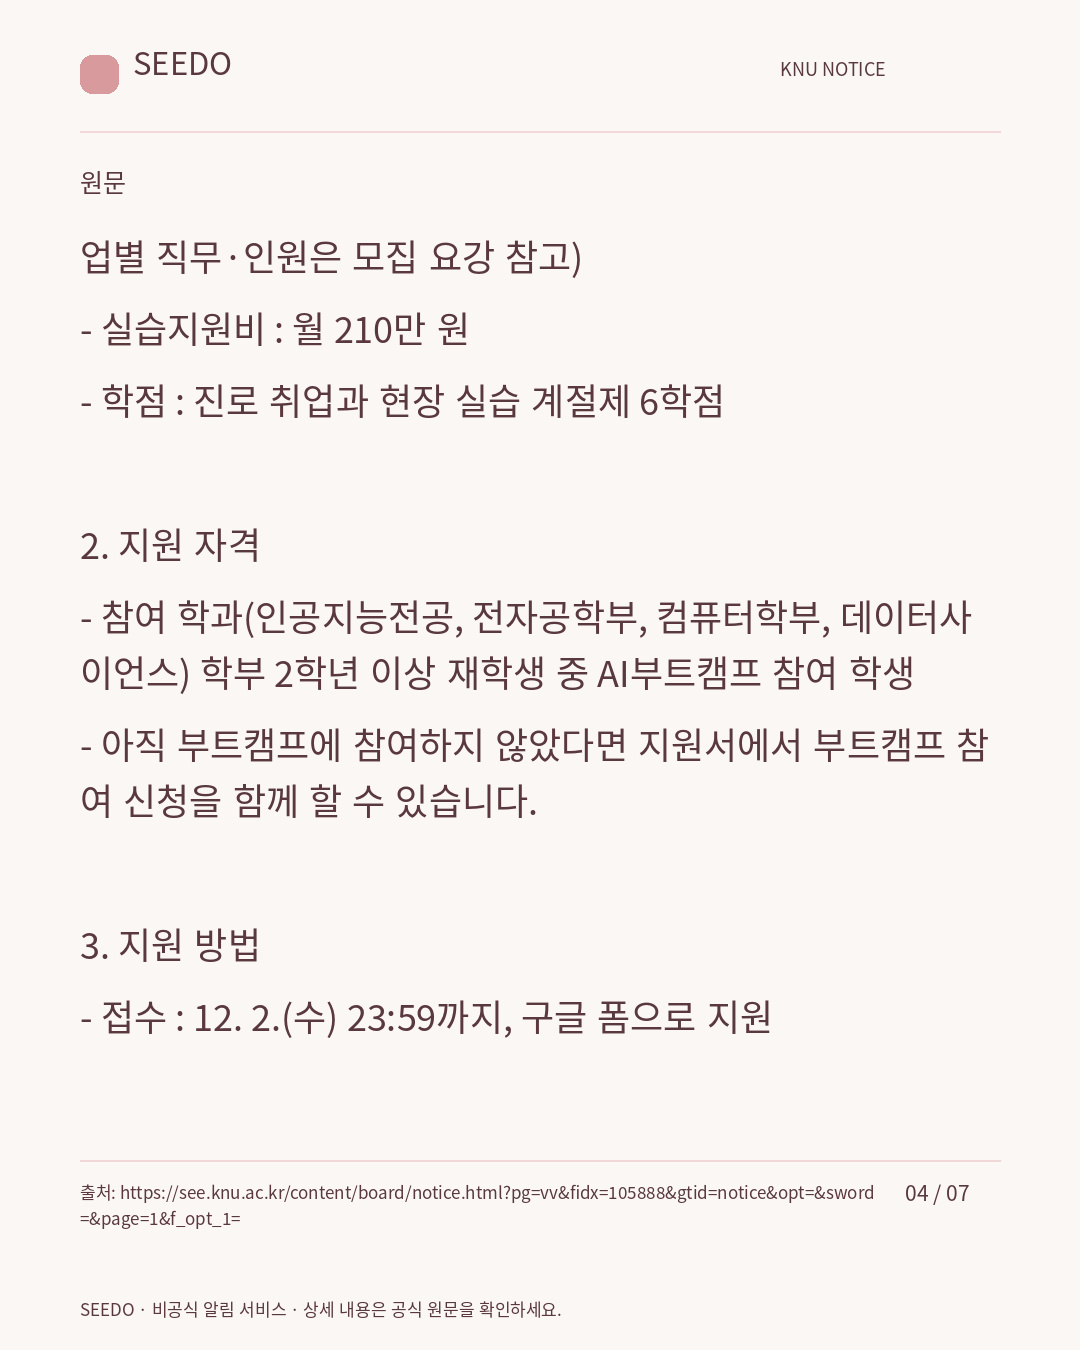 SEEDO
KNU NOTICE
원문
업별 직무·인원은 모집 요강 참고)
- 실습지원비 : 월 210만 원
- 학점 : 진로 취업과 현장 실습 계절제 6학점
2. 지원 자격
- 참여 학과(인공지능전공, 전자공학부, 컴퓨터학부, 데이터사
이언스) 학부 2학년 이상 재학생 중 AI부트캠프 참여 학생
- 아직 부트캠프에 참여하지 않았다면 지원서에서 부트캠프 참
여 신청을 함께 할 수 있습니다.
3. 지원 방법
- 접수 : 12. 2.(수) 23:59까지, 구글 폼으로 지원
출처: https://see.knu.ac.kr/content/board/notice.html?pg=vv&fidx=105888&gtid=notice&opt=&sword
=&page=1&f_opt_1=
04 / 07
SEEDO · 비공식 알림 서비스 · 상세 내용은 공식 원문을 확인하세요.